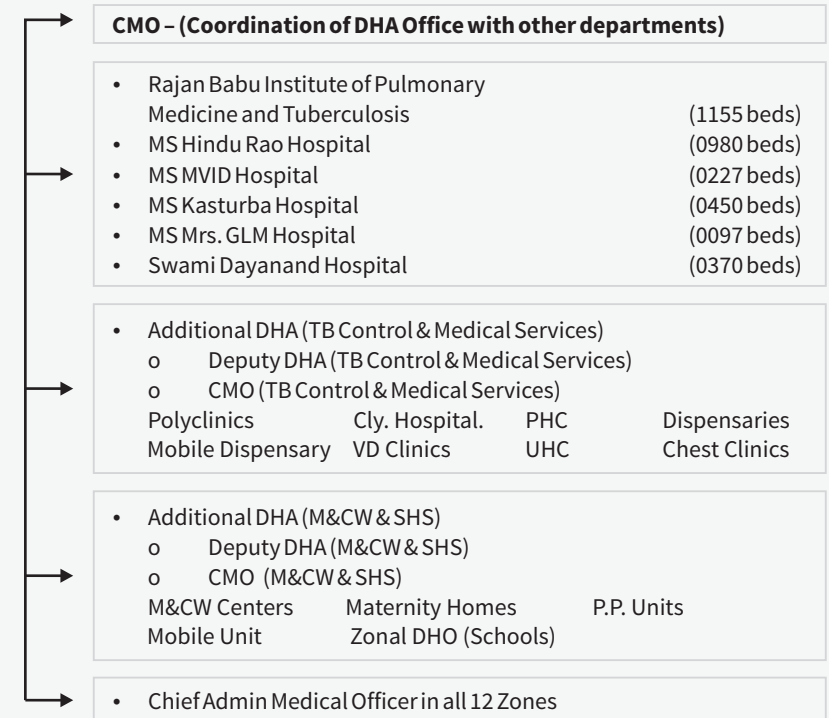 CMO – (Coordination of DHA Office with other departments)
• Rajan Babu Institute of Pulmonary
Medicine and Tuberculosis (1155 beds)
• MS Hindu Rao Hospital (0980 beds)
• MS MVID Hospital (0227 beds)
• MS Kasturba Hospital (0450 beds)
• MS Mrs. GLM Hospital (0097 beds)
• Swami Dayanand Hospital (0370 beds)
• Additional DHA (TB Control & Medical Services)
o Deputy DHA (TB Control & Medical Services)
o CMO (TB Control & Medical Services)
Polyclinics Cly. Hospital. PHC Dispensaries
Mobile Dispensary VD Clinics UHC Chest Clinics
• Additional DHA (M&CW & SHS)
o Deputy DHA (M&CW & SHS)
o CMO (M&CW & SHS)
M&CW Centers Maternity Homes P.P. Units
Mobile Unit Zonal DHO (Schools)
• Chief Admin Medical Officer in all 12 Zones